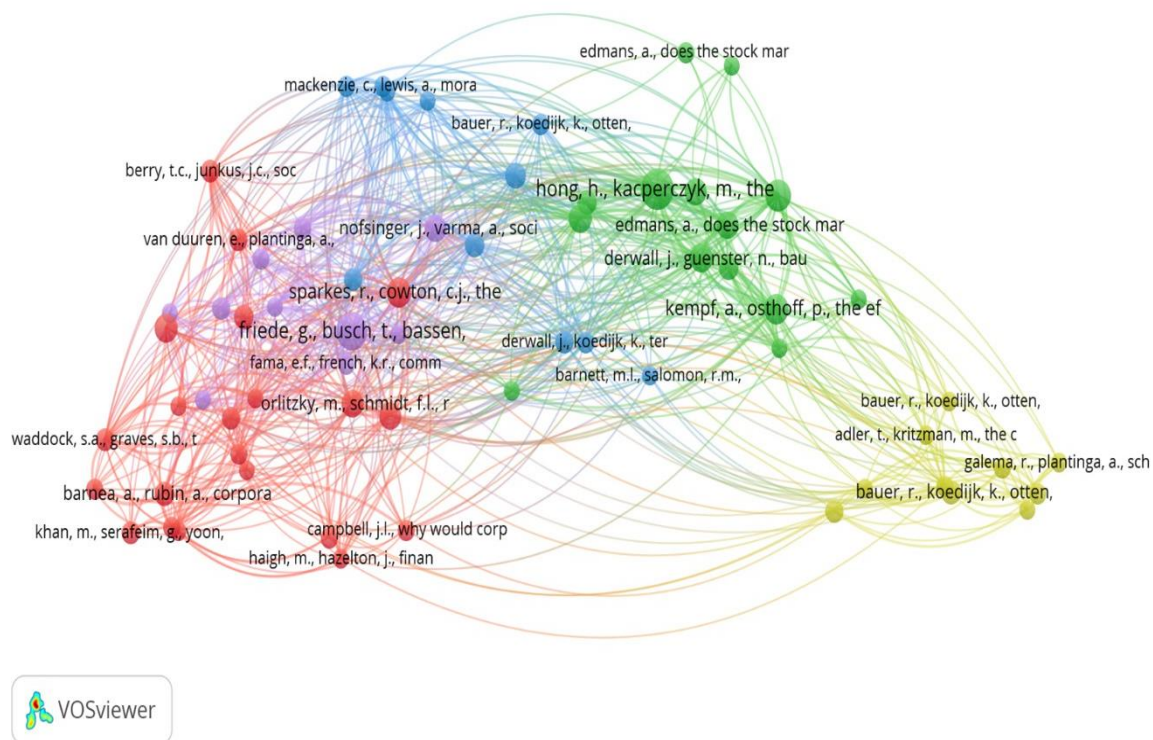 edmans, a., does the stock mar
mackenzie, c., lewis, a., mora
bauer, r., koedijk, k., otten,
berry, t.c., junkus, j.c., soc
hong, h., kacperczyk, m., the
nofsinger, j., varma, a., soci
edmans, a., does the stock mar
van duuren, e., plantinga, a.,
derwall, j., guenster, n., bau
sparkes, r., cowton, c.j., the
kempf, a., osthoff, p., the ef
friede, g., busch, t., bassen,
derwall, j., koedijk, k., ter
fama, e.f., french, k.r., comm
barnett, m.l., salomon, r.m.,
orlitzky, m., schmidt, f.l., r
bauer, r., koedijk, k., otten,
waddock, s.a., graves, s.b., t
adler, t., kritzman, m., the c
galema, r., plantinga, a., sch
barnea, a., rubin, a., corpora
bauer, r., koedijk, k., otten,
khan, m., serafeim, g., yoon,
campbell, j.l., why would corp
haigh, m., hazelton, j., finan
VOSviewer